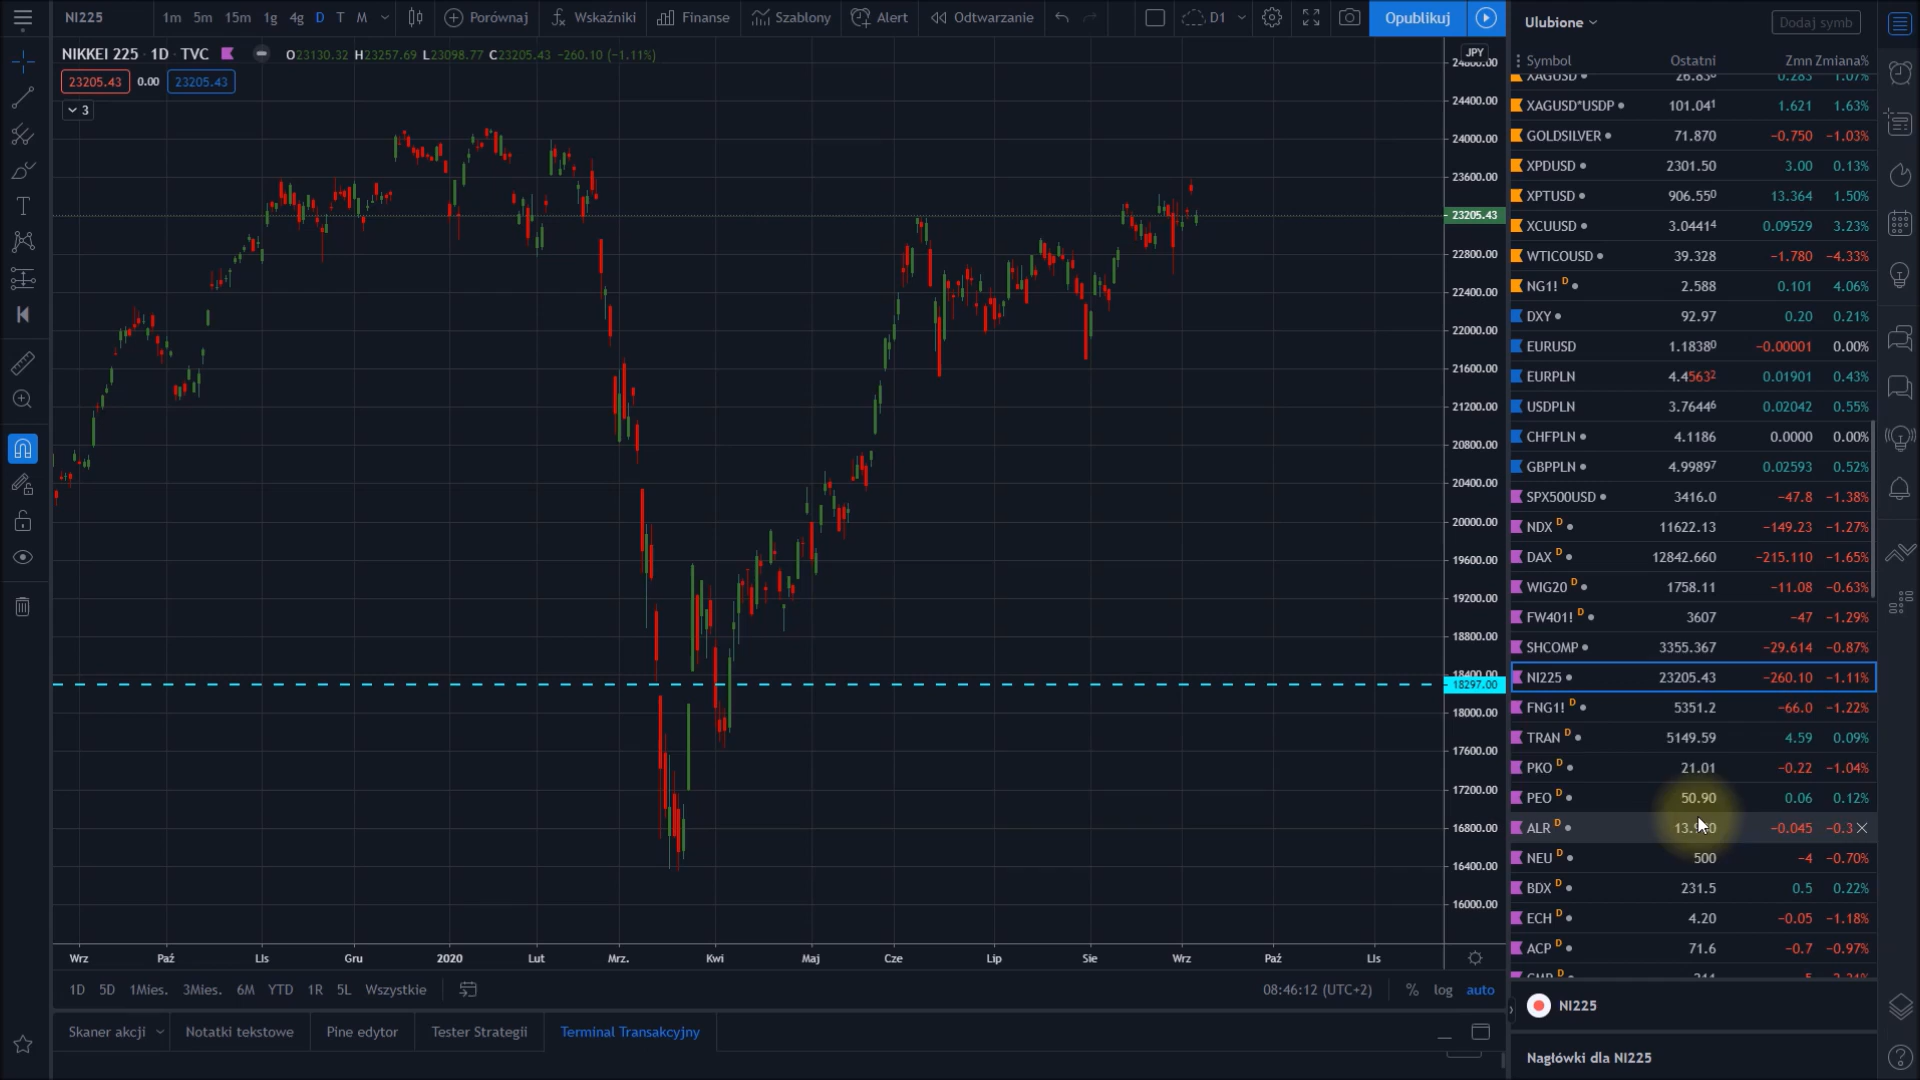 NI225 1m 5m 15m 1g 4g D T M Porównaj Wskaźniki Finanse Szablony Alert Odtwarzanie D1 Opublikuj
NIKKEI 225 · 1D · TVC O23130.32 H23257.69 L23098.77 C23205.43 −260.10 (−1.11%)
23205.43 0.00 23205.43
3
JPY
24400.00
24000.00
23600.00
23205.43
22800.00
22400.00
22000.00
21600.00
21200.00
20800.00
20400.00
20000.00
19600.00
19200.00
18800.00
18400.00
18297.00
18000.00
17600.00
17200.00
16800.00
16400.00
16000.00
Wrz Paź LIs Gru 2020 Lut Mrz. Kwi Maj Cze Lip Sie Wrz Paź LIs
1D 5D 1Mies. 3Mies. 6M YTD 1R 5L Wszystkie 08:46:12 (UTC+2) % log auto
Skaner akcji Notatki tekstowe Pine edytor Tester Strategii Terminal Transakcyjny
Ulubione Dodaj symb
Symbol Ostatni Zmn Zmiana%
XAGUSD 26.83⁰ 0.283 1.07%
XAGUSD*USDP 101.04¹ 1.621 1.63%
GOLDSILVER 71.870 −0.750 −1.03%
XPDUSD 2301.50 3.00 0.13%
XPTUSD 906.55⁰ 13.364 1.50%
XCUUSD 3.0441⁴ 0.09529 3.23%
WTICOUSD 39.328 −1.780 −4.33%
NG1! D 2.588 0.101 4.06%
DXY 92.97 0.20 0.21%
EURUSD 1.1838⁰ −0.00001 0.00%
EURPLN 4.4563² 0.01901 0.43%
USDPLN 3.7644⁶ 0.02042 0.55%
CHFPLN 4.1186 0.0000 0.00%
GBPPLN 4.9989⁷ 0.02593 0.52%
SPX500USD 3416.0 −47.8 −1.38%
NDX D 11622.13 −149.23 −1.27%
DAX D 12842.660 −215.110 −1.65%
WIG20 D 1758.11 −11.08 −0.63%
FW401! D 3607 −47 −1.29%
SHCOMP 3355.367 −29.614 −0.87%
NI225 23205.43 −260.10 −1.11%
FNG1! D 5351.2 −66.0 −1.22%
TRAN D 5149.59 4.59 0.09%
PKO D 21.01 −0.22 −1.04%
PEO D 50.90 0.06 0.12%
ALR D −0.045 −0.3
NEU D 500 −4 −0.70%
BDX D 231.5 0.5 0.22%
ECH D 4.20 −0.05 −1.18%
ACP D 71.6 −0.7 −0.97%
NI225
Nagłówki dla NI225